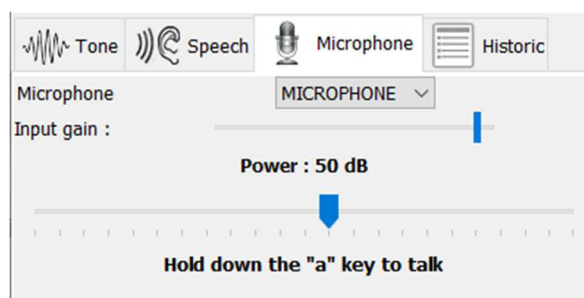 Tone Speech Microphone Historic
Microphone MICROPHONE
Input gain :
Power : 50 dB
Hold down the "a" key to talk